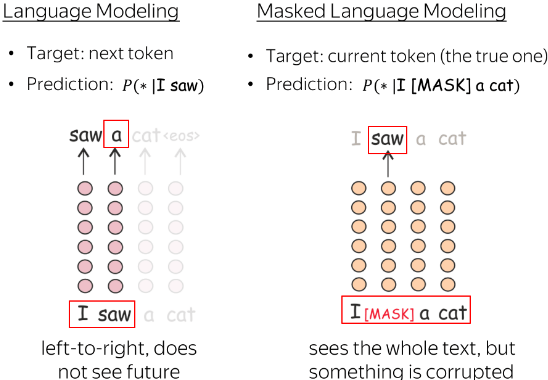 Language Modeling
• Target: next token
• Prediction: P(* |I saw)
saw a cat <eos>
I saw a cat
left-to-right, does
not see future
Masked Language Modeling
• Target: current token (the true one)
• Prediction: P(* |I [MASK] a cat)
I saw a cat
I [MASK] a cat
sees the whole text, but
something is corrupted